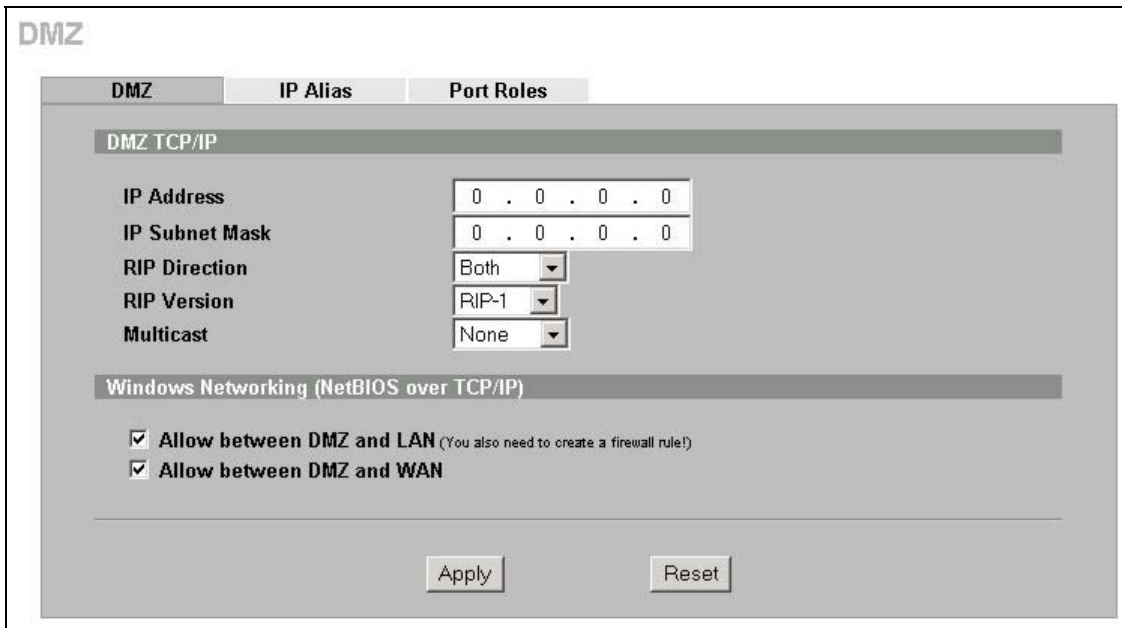 DMZ
DMZ IP Alias Port Roles
DMZ TCP/IP
IP Address 0 . 0 . 0 . 0
IP Subnet Mask 0 . 0 . 0 . 0
RIP Direction Both
RIP Version RIP-1
Multicast None
Windows Networking (NetBIOS over TCP/IP)
Allow between DMZ and LAN (You also need to create a firewall rule!)
Allow between DMZ and WAN
Apply Reset